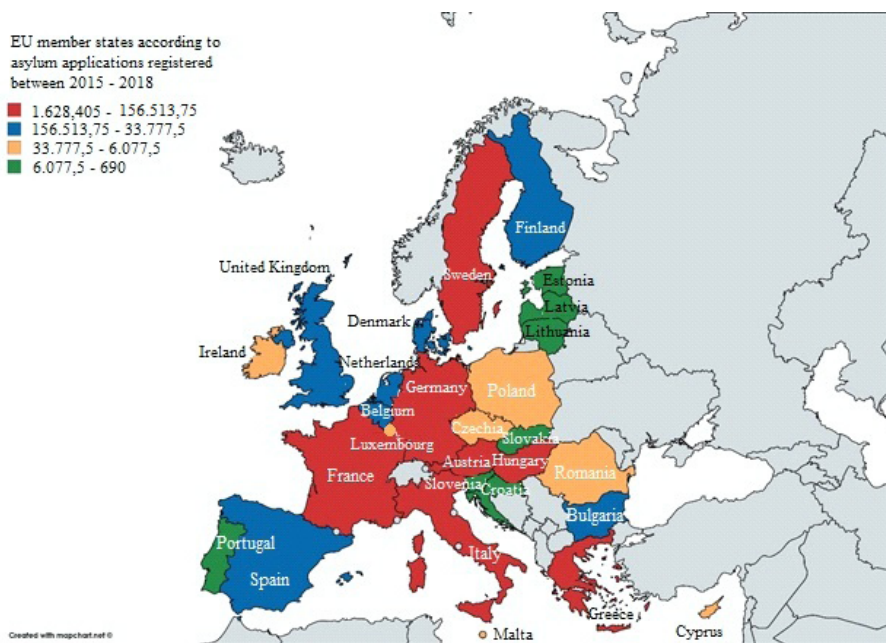 EU member states according to
asylum applications registered
between 2015 - 2018
1.628,405 - 156.513,75
156.513,75 - 33.777,5
33.777,5 - 6.077,5
6.077,5 - 690
Finland
Sweden
United Kingdom
Estonia
Latvia
Lithuania
Denmark
Ireland
Netherlands
Germany
Poland
Belgium
Czechia
Slovakia
Luxembourg
Austria
Hungary
France
Romania
Slovenia
Croatia
Bulgaria
Portugal
Italy
Spain
Greece
Cyprus
Malta
Created with mapchart.net ©